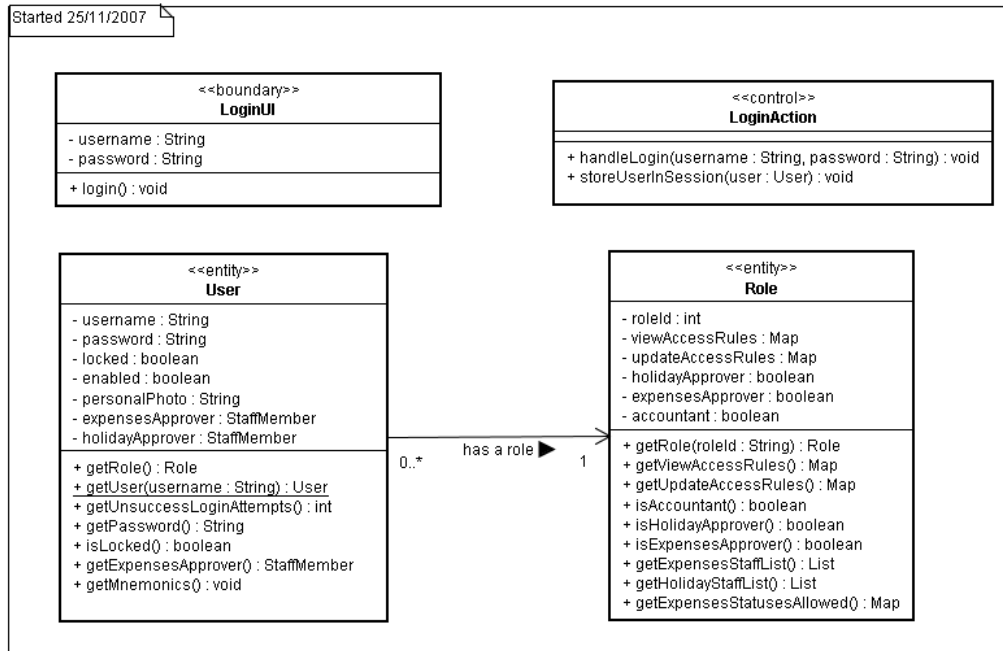 Started 25/11/2007
<<boundary>>
LoginUI
- username : String
- password : String
+ login() : void
<<control>>
LoginAction
+ handleLogin(username : String, password : String) : void
+ storeUserInSession(user : User) : void
<<entity>>
User
- username : String
- password : String
- locked : boolean
- enabled : boolean
- personalPhoto : String
- expensesApprover : StaffMember
- holidayApprover : StaffMember
+ getRole() : Role
+ getUser(username : String) : User
+ getUnsuccessLoginAttempts() : int
+ getPassword() : String
+ isLocked() : boolean
+ getExpensesApprover() : StaffMember
+ getMnemonics() : void
0..*
has a role ▶
1
<<entity>>
Role
- roleId : int
- viewAccessRules : Map
- updateAccessRules : Map
- holidayApprover : boolean
- expensesApprover : boolean
- accountant : boolean
+ getRole(roleId : String) : Role
+ getViewAccessRules() : Map
+ getUpdateAccessRules() : Map
+ isAccountant() : boolean
+ isHolidayApprover() : boolean
+ isExpensesApprover() : boolean
+ getExpensesStaffList() : List
+ getHolidayStaffList() : List
+ getExpensesStatusesAllowed() : Map